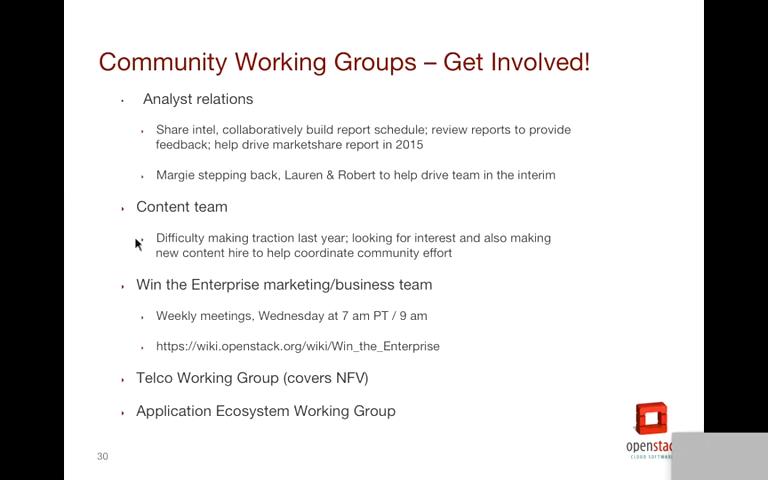 Community Working Groups – Get Involved!
Analyst relations
Share intel, collaboratively build report schedule; review reports to provide
feedback; help drive marketshare report in 2015
Margie stepping back, Lauren & Robert to help drive team in the interim
Content team
Difficulty making traction last year; looking for interest and also making
new content hire to help coordinate community effort
Win the Enterprise marketing/business team
Weekly meetings, Wednesday at 7 am PT / 9 am
https://wiki.openstack.org/wiki/Win_the_Enterprise
Telco Working Group (covers NFV)
Application Ecosystem Working Group
30